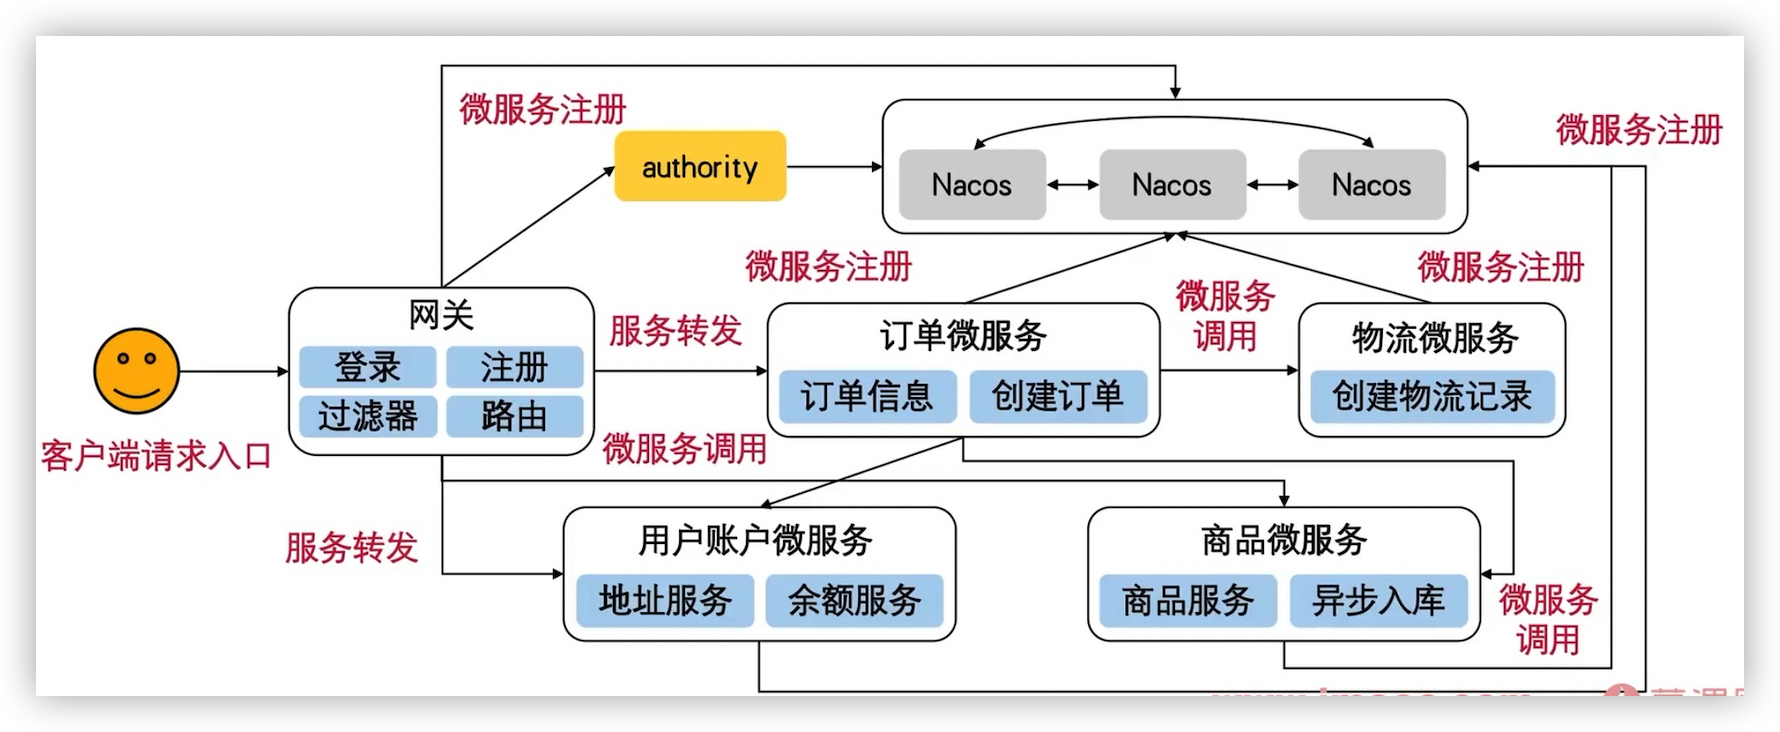 微服务注册
微服务注册
authority
Nacos
Nacos
Nacos
微服务注册
微服务注册
网关
登录
注册
过滤器
路由
服务转发
订单微服务
订单信息
创建订单
微服务
调用
物流微服务
创建物流记录
客户端请求入口
微服务调用
服务转发
用户账户微服务
地址服务
余额服务
商品微服务
商品服务
异步入库
微服务
调用